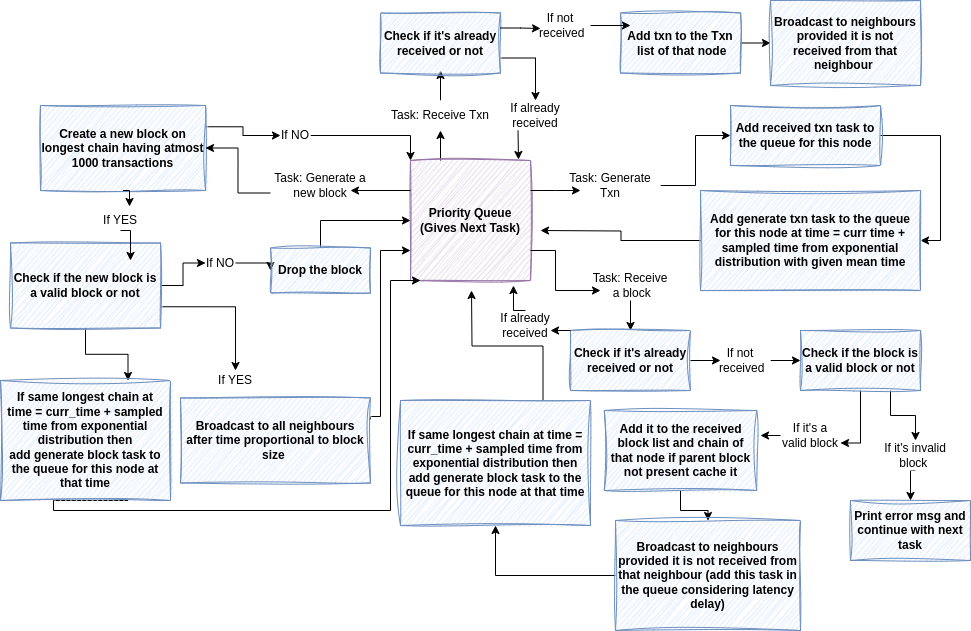 Check if it's already
received or not
If not
received
Add txn to the Txn
list of that node
Broadcast to neighbours
provided it is not
received from that
neighbour
Task: Receive Txn
If already
received
Create a new block on
longest chain having atmost
1000 transactions
If NO
Add received txn task to
the queue for this node
Task: Generate a
new block
Priority Queue
(Gives Next Task)
Task: Generate
Txn
Add generate txn task to the queue
for this node at time = curr time +
sampled time from exponential
distribution with given mean time
If YES
Check if the new block is
a valid block or not
If NO
Drop the block
Task: Receive
a block
If already
received
Check if it's already
received or not
If not
received
Check if the block is
a valid block or not
If YES
If same longest chain at
time = curr_time + sampled
time from exponential
distribution then
add generate block task to
the queue for this node at
that time
Broadcast to all neighbours
after time proportional to block
size
If same longest chain at time =
curr_time + sampled time from
exponential distribution then
add generate block task to the
queue for this node at that time
Add it to the received
block list and chain of
that node if parent block
not present cache it
If it's a
valid block
If it's invalid
block
Print error msg and
continue with next
task
Broadcast to neighbours
provided it is not received from
that neighbour (add this task in
the queue considering latency
delay)